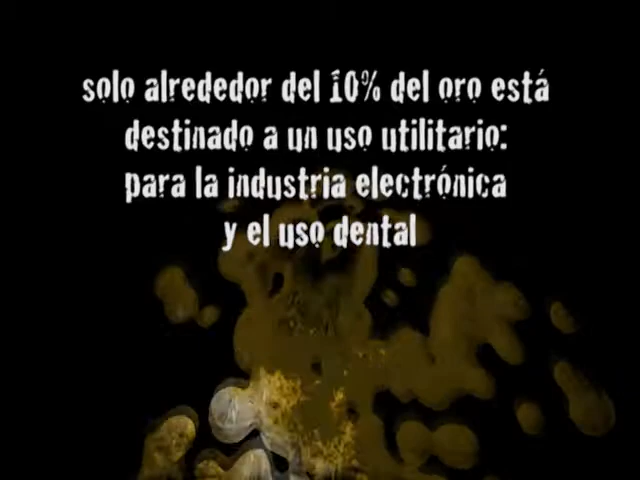 solo alrededor del 10% del oro está
destinado a un uso utilitario:
para la industria electrónica
y el uso dental